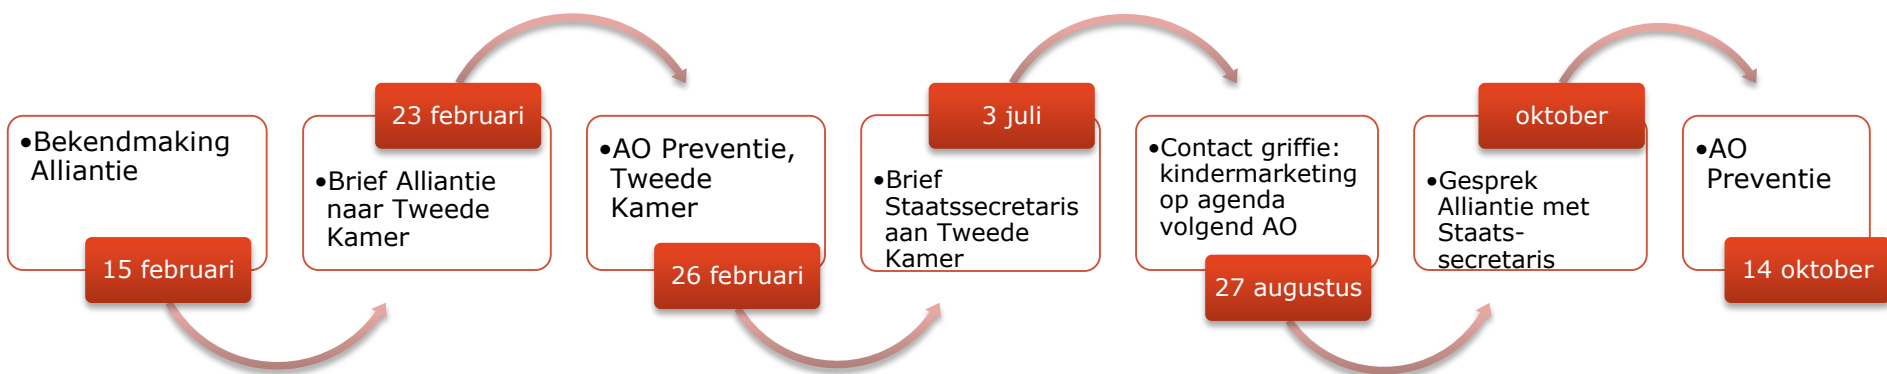 •Bekendmaking
Alliantie
15 februari
23 februari
•Brief Alliantie
naar Tweede
Kamer
•AO Preventie,
Tweede
Kamer
26 februari
3 juli
•Brief
Staatssecretaris
aan Tweede
Kamer
•Contact griffie:
kindermarketing
op agenda
volgend AO
27 augustus
oktober
•Gesprek
Alliantie met
Staats-
secretaris
•AO
Preventie
14 oktober